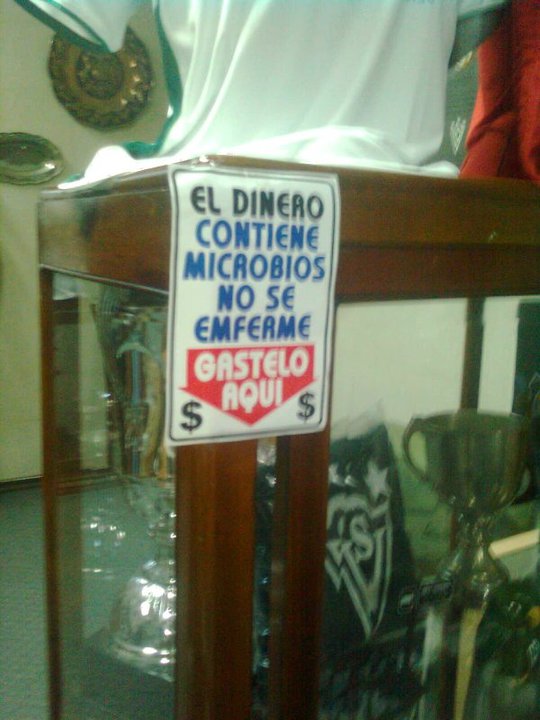 EL DINERO
CONTIENE
MICROBIOS
NO SE
EMFERME
GASTELO
AQUI
$ $